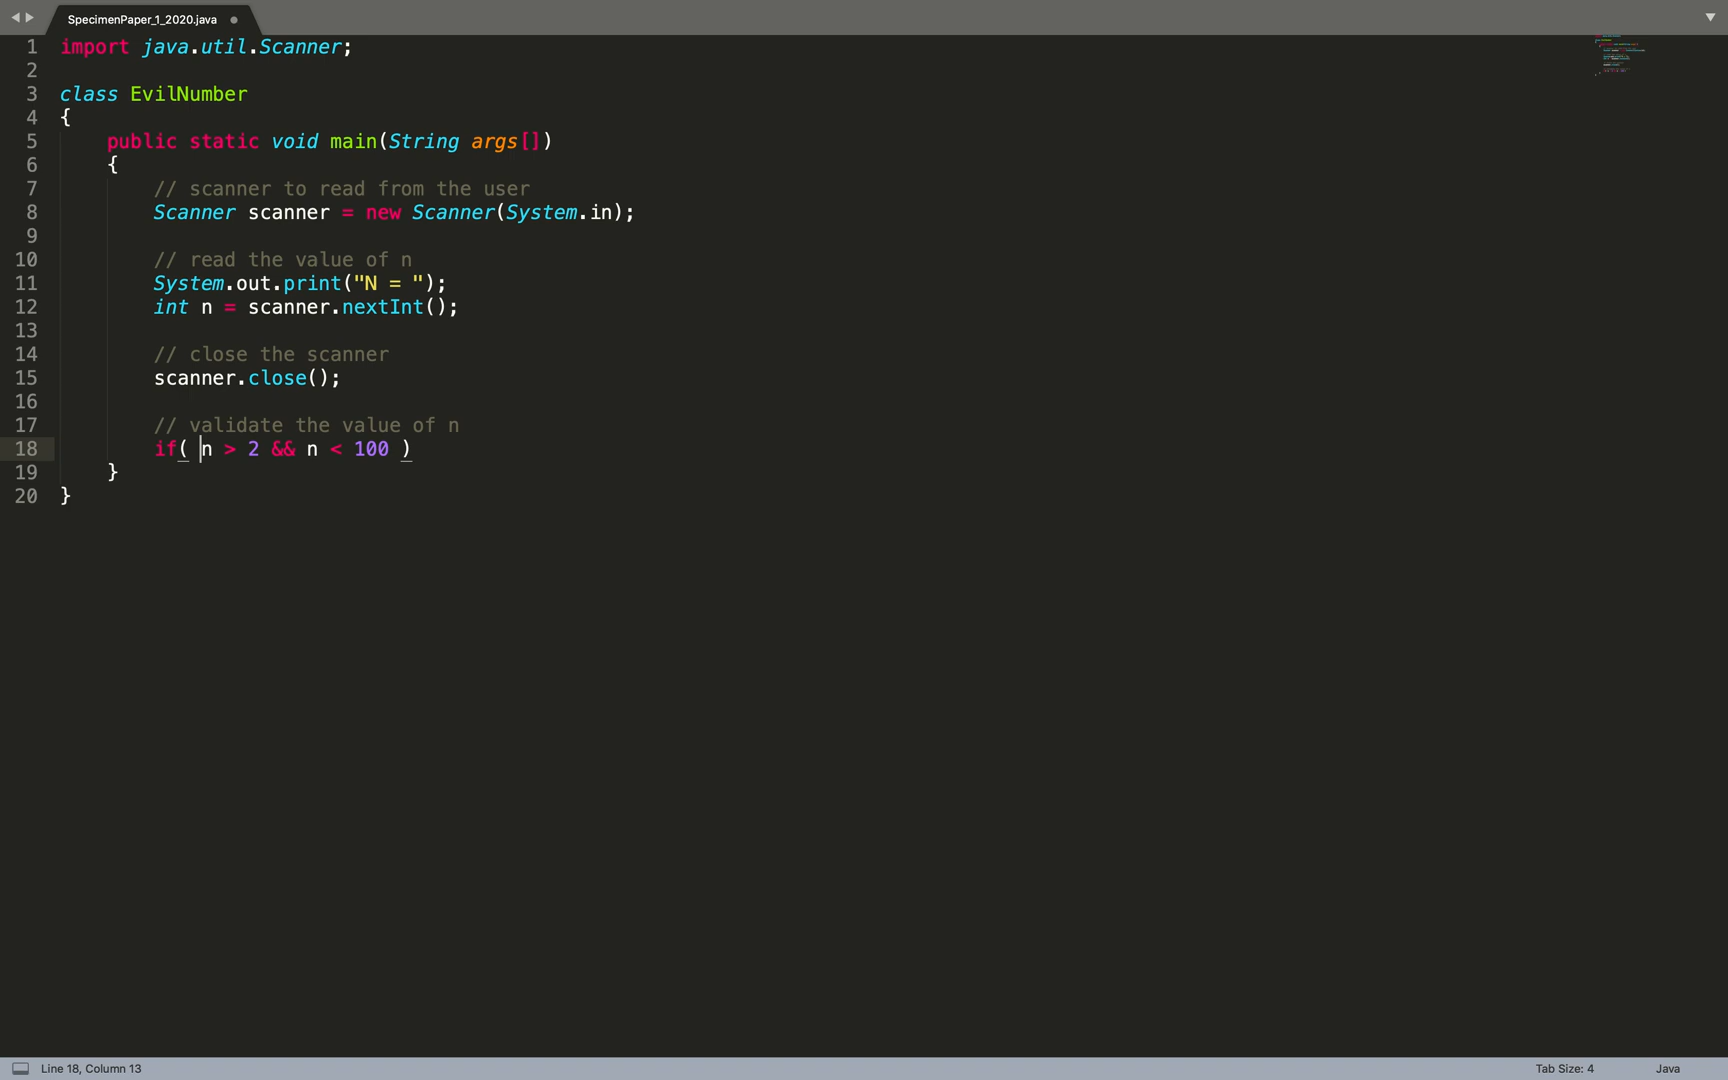 SpecimenPaper_1_2020.java
1 import java.util.Scanner;
2
3 class EvilNumber
4 {
5 public static void main(String args[])
6 {
7 // scanner to read from the user
8 Scanner scanner = new Scanner(System.in);
9
10 // read the value of n
11 System.out.print("N = ");
12 int n = scanner.nextInt();
13
14 // close the scanner
15 scanner.close();
16
17 // validate the value of n
18 if( n > 2 && n < 100 )
19 }
20 }
Line 18, Column 13
Tab Size: 4
Java